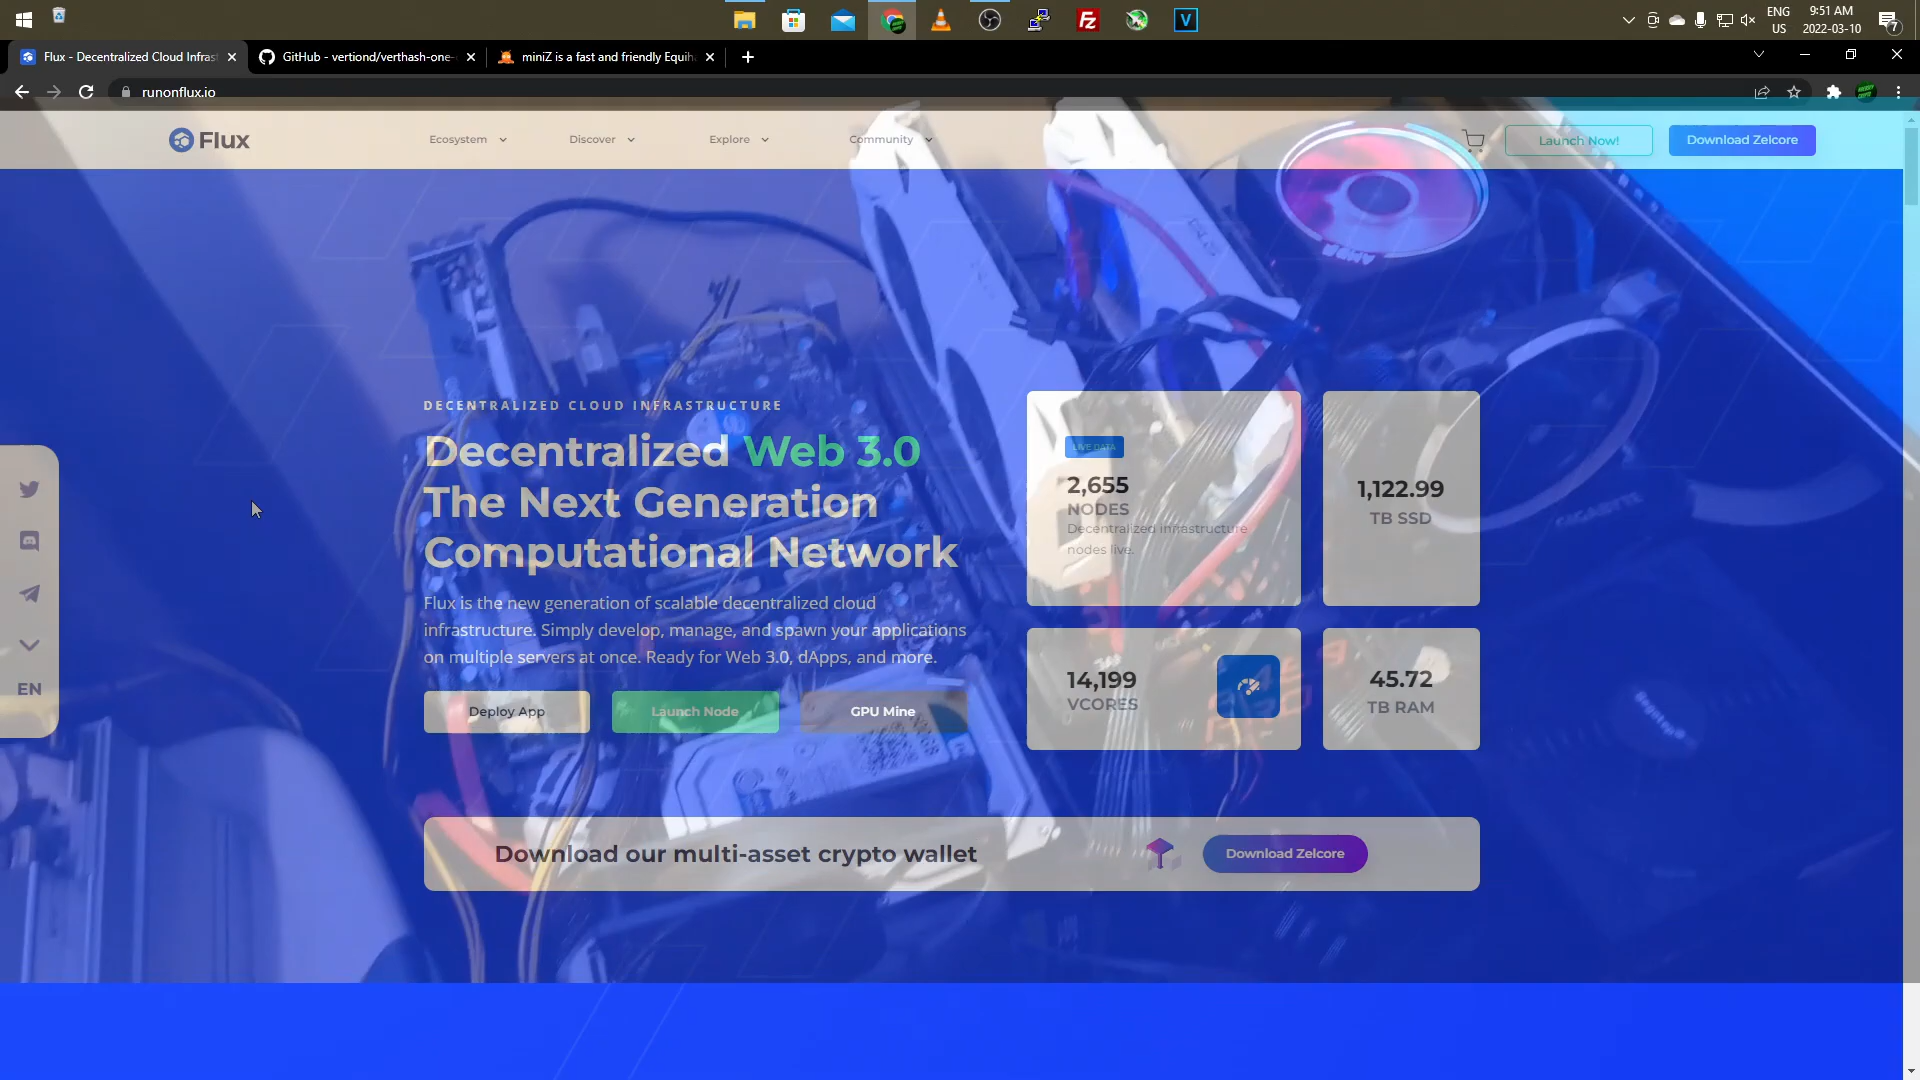 ENG
US
9:51 AM
2022-03-10
7
Flux - Decentralized Cloud Infrast
GitHub - vertiond/verthash-one-
miniZ is a fast and friendly Equih
runonflux.io
Flux
Ecosystem
Discover
Explore
Community
Launch Now!
Download Zelcore
DECENTRALIZED CLOUD INFRASTRUCTURE
Decentralized Web 3.0
The Next Generation
Computational Network
Flux is the new generation of scalable decentralized cloud
infrastructure. Simply develop, manage, and spawn your applications
on multiple servers at once. Ready for Web 3.0, dApps, and more.
Deploy App
Launch Node
GPU Mine
LIVE DATA
2,655
NODES
Decentralized infrastructure
nodes live.
1,122.99
TB SSD
14,199
VCORES
45.72
TB RAM
EN
Download our multi-asset crypto wallet
Download Zelcore
GIGABYTE